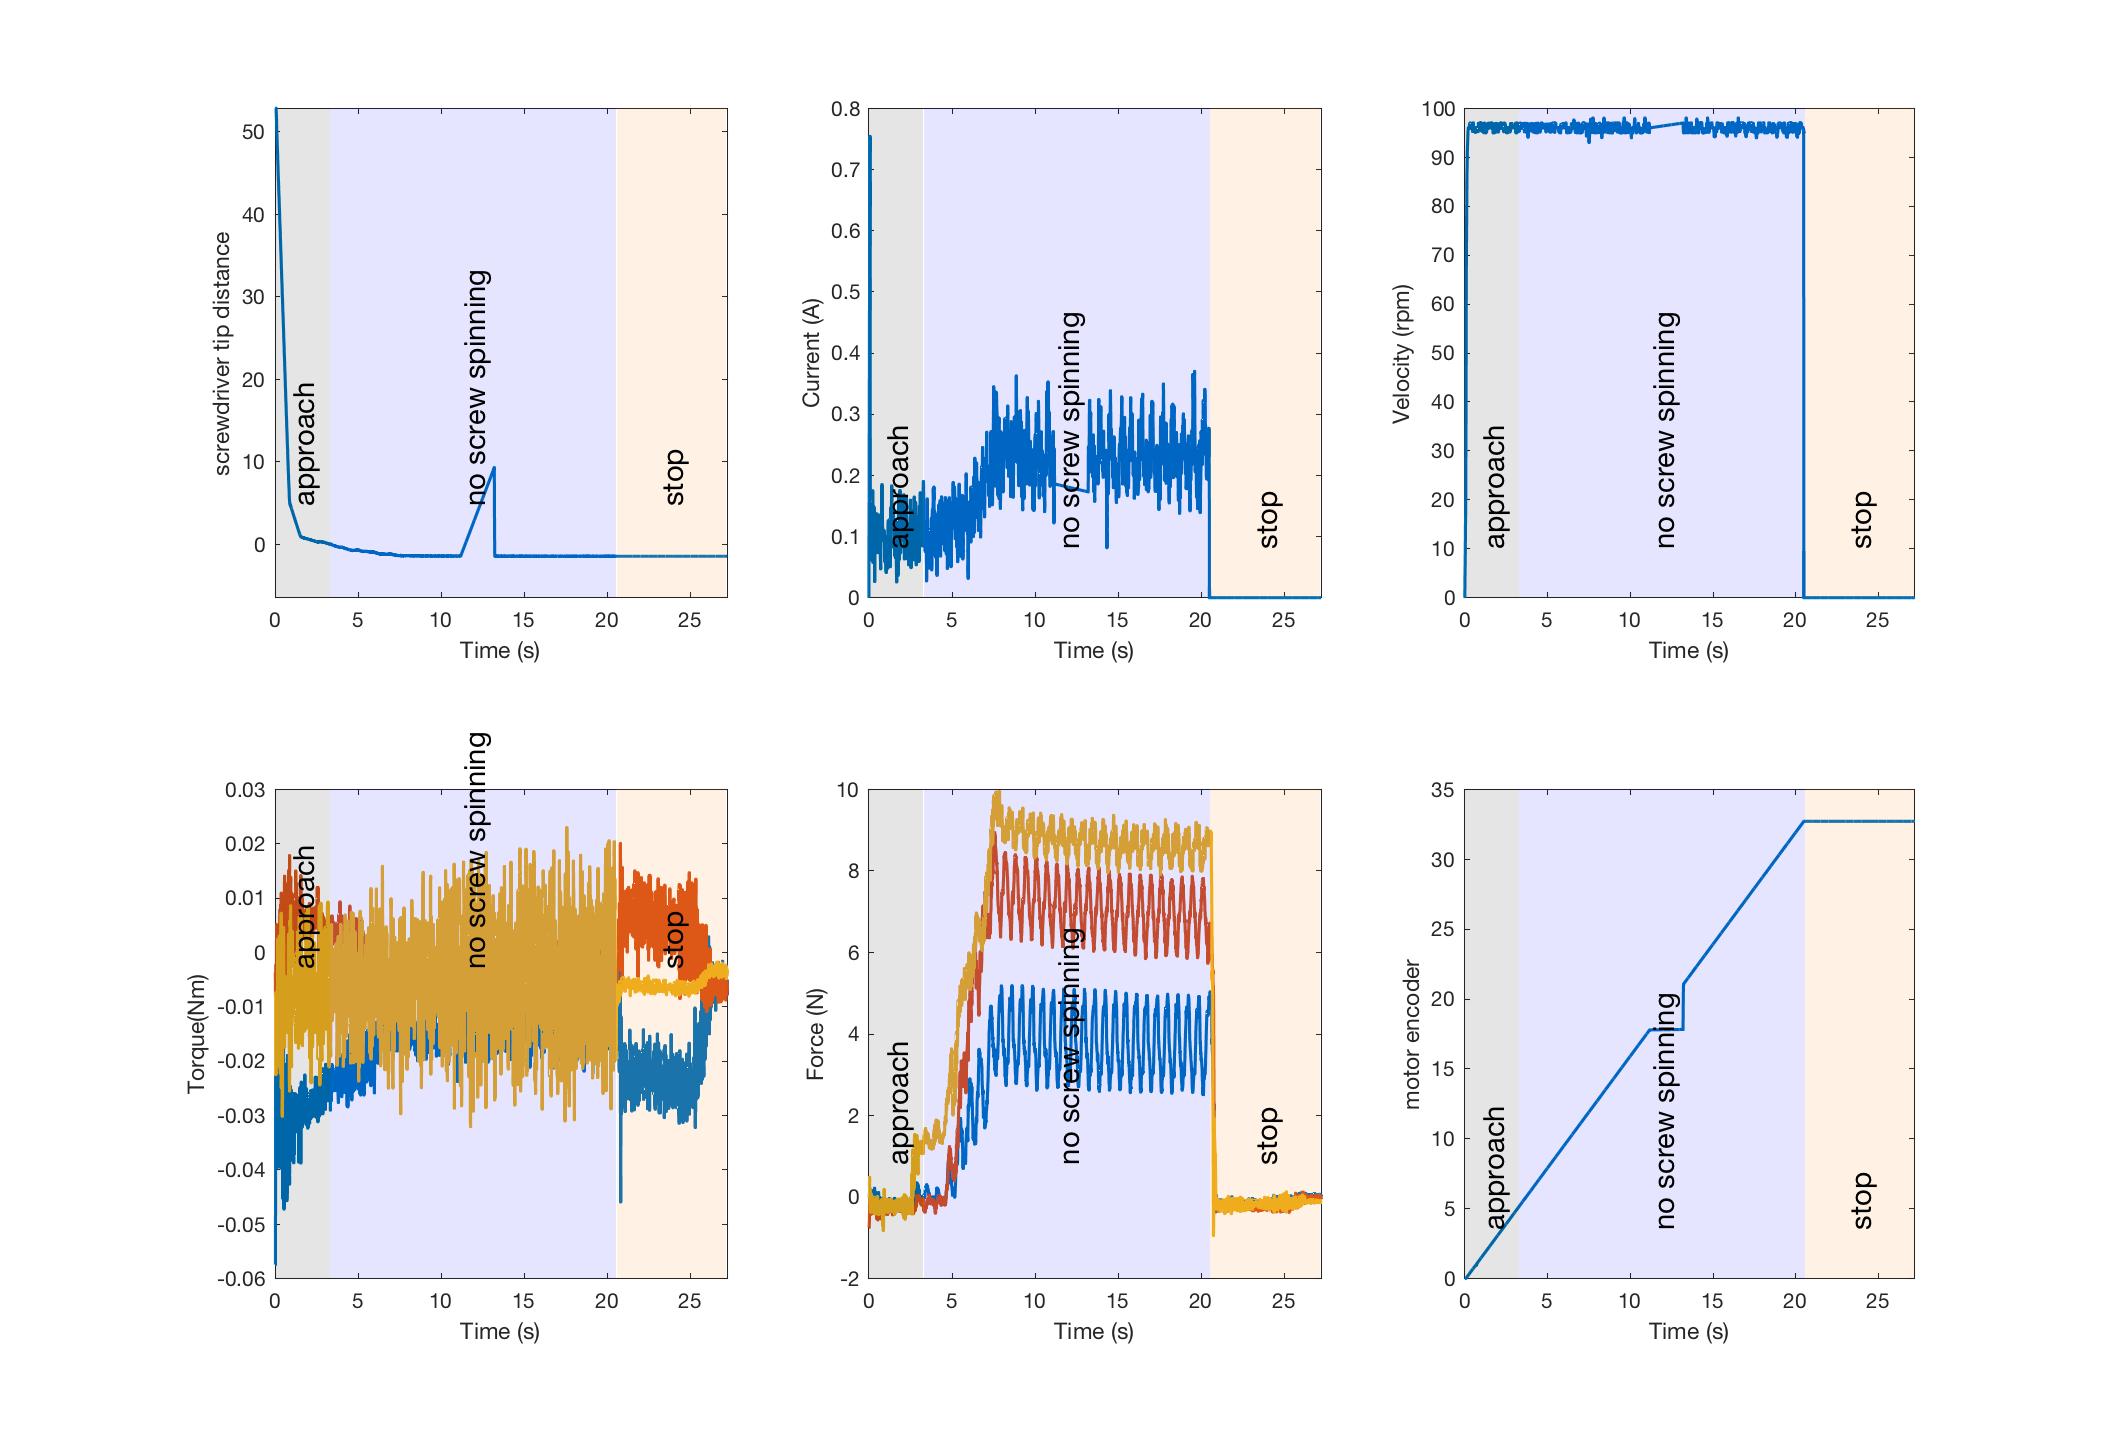 screwdriver tip distance
50
40
30
20
10
0
approach
no screw spinning
stop
0 5 10 15 20 25
Time (s)
Current (A)
0.8
0.7
0.6
0.5
0.4
0.3
0.2
0.1
0
approach
no screw spinning
stop
0 5 10 15 20 25
Time (s)
Velocity (rpm)
100
90
80
70
60
50
40
30
20
10
0
approach
no screw spinning
stop
0 5 10 15 20 25
Time (s)
Torque(Nm)
0.03
0.02
0.01
0
-0.01
-0.02
-0.03
-0.04
-0.05
-0.06
approach
no screw spinning
stop
0 5 10 15 20 25
Time (s)
Force (N)
10
8
6
4
2
0
-2
approach
no screw spinning
stop
0 5 10 15 20 25
Time (s)
motor encoder
35
30
25
20
15
10
5
0
approach
no screw spinning
stop
0 5 10 15 20 25
Time (s)